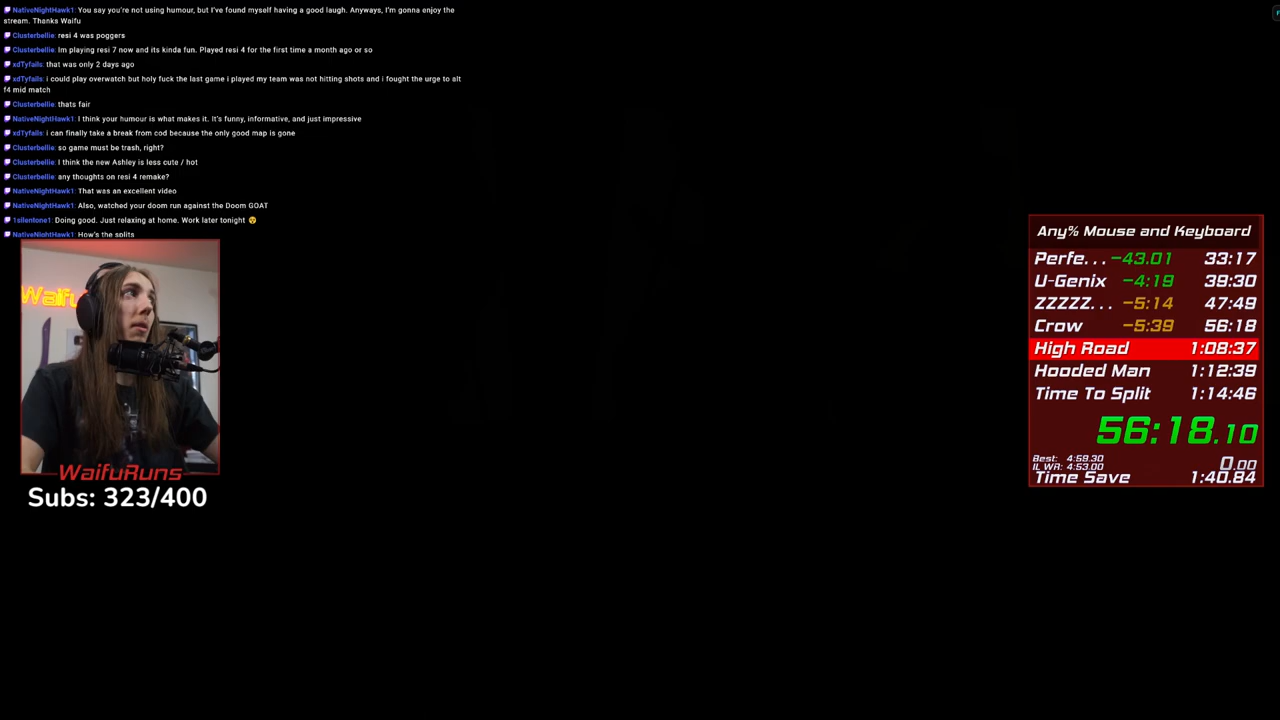 NativeNightHawk1: You say you're not using humour, but I've found myself having a good laugh. Anyways, I'm gonna enjoy the
stream. Thanks Waifu
Clusterbellie: resi 4 was poggers
Clusterbellie: Im playing resi 7 now and its kinda fun. Played resi 4 for the first time a month ago or so
xdTyfails: that was only 2 days ago
xdTyfails: i could play overwatch but holy fuck the last game i played my team was not hitting shots and i fought the urge to alt
f4 mid match
Clusterbellie: thats fair
NativeNightHawk1: I think your humour is what makes it. It's funny, informative, and just impressive
xdTyfails: i can finally take a break from cod because the only good map is gone
Clusterbellie: so game must be trash, right?
Clusterbellie: I think the new Ashley is less cute / hot
Clusterbellie: any thoughts on resi 4 remake?
NativeNightHawk1: That was an excellent video
NativeNightHawk1: Also, watched your doom run against the Doom GOAT
1silentone1: Doing good. Just relaxing at home. Work later tonight 😴
NativeNightHawk1: How's the splits
Waifu
WaifuRuns
Subs: 323/400
Any% Mouse and Keyboard
Perfe... -43.01 33:17
U-Genix -4:19 39:30
ZZZZZ... -5:14 47:49
Crow -5:39 56:18
High Road 1:08:37
Hooded Man 1:12:39
Time To Split 1:14:46
56:18.10
Best: 4:59.30
IL WR: 4:53.00 0.00
Time Save 1:40.84